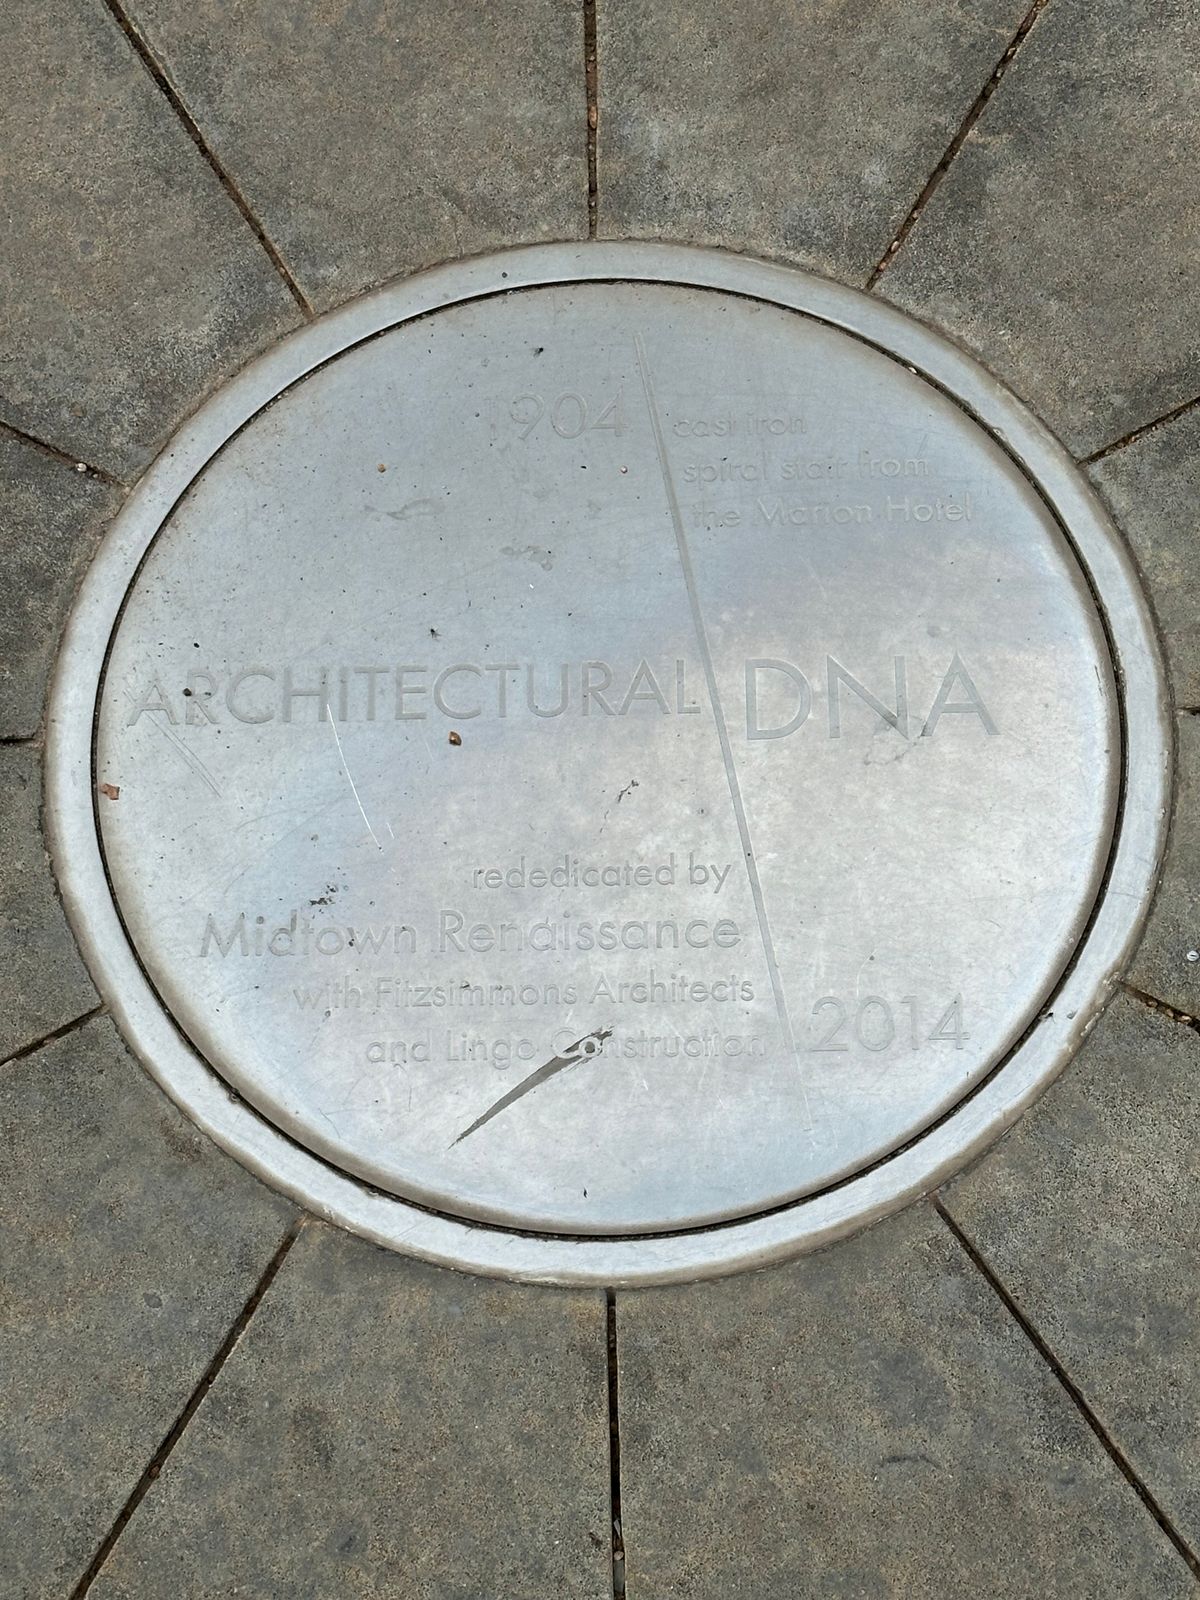 904
cast iron
spiral stair from
the Marion Hotel
ARCHITECTURAL DNA
rededicated by
Midtown Renaissance
with Fitzsimmons Architects
and Lingo Construction
2014